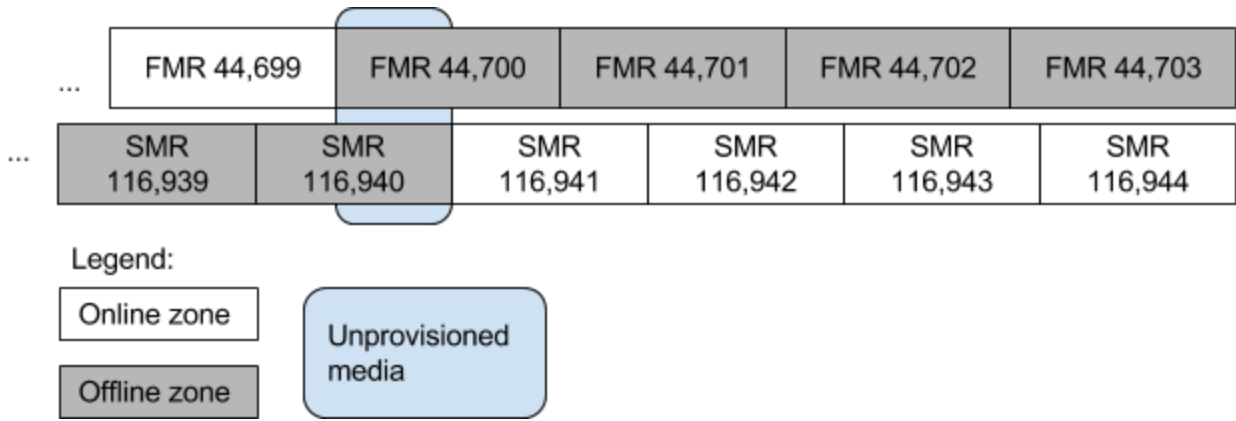 ... FMR 44,699 FMR 44,700 FMR 44,701 FMR 44,702 FMR 44,703
... SMR SMR SMR SMR SMR SMR
116,939 116,940 116,941 116,942 116,943 116,944
Legend:
Online zone
Offline zone
Unprovisioned
media